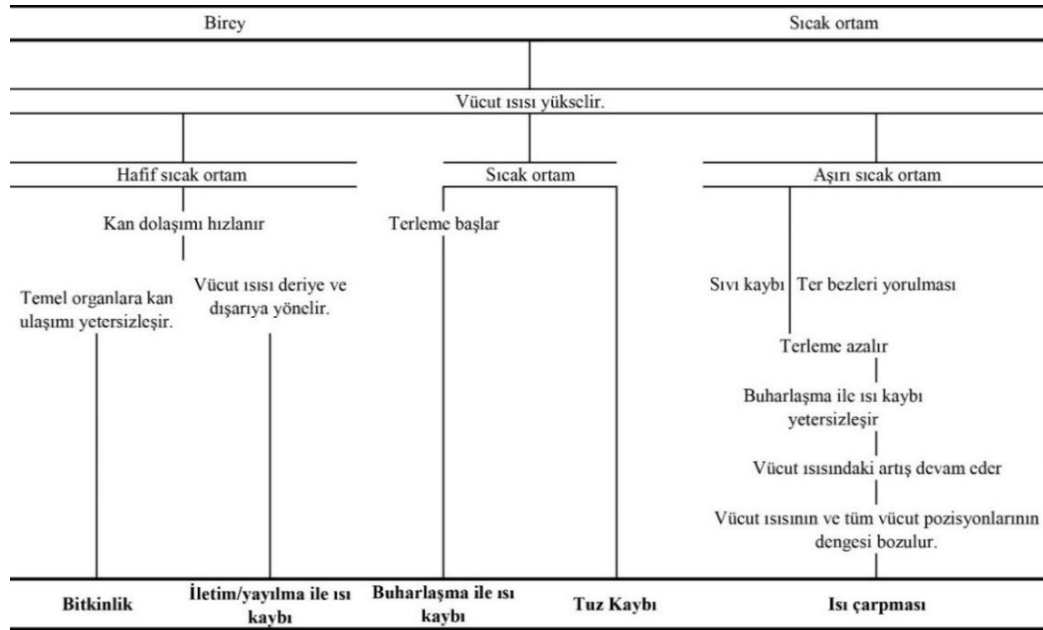 Birey
Sıcak ortam
Vücut ısısı yükselir.
Hafif sıcak ortam
Sıcak ortam
Aşırı sıcak ortam
Kan dolaşımı hızlanır
Terleme başlar
Temel organlara kan
ulaşımı yetersizleşir.
Vücut ısısı deriye ve
dışarıya yönelir.
Sıvı kaybı
Ter bezleri yorulması
Terleme azalır
Buharlaşma ile ısı kaybı
yetersizleşir
Vücut ısısındaki artış devam eder
Vücut ısısının ve tüm vücut pozisyonlarının
dengesi bozulur.
Bitkinlik
İletim/yayılma ile ısı
kaybı
Buharlaşma ile ısı
kaybı
Tuz Kaybı
Isı çarpması